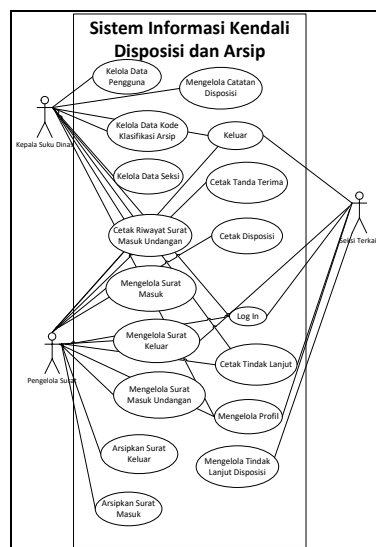 Sistem Informasi Kendali
Disposisi dan Arsip
Kelola Data
Pengguna
Mengelola Catatan
Disposisi
Kepala Suku Dinas
Kelola Data Kode
Klasifikasi Arsip
Keluar
Kelola Data Seksi
Cetak Tanda Terima
Cetak Riwayat Surat
Masuk Undangan
Cetak Disposisi
Seksi Terkait
Mengelola Surat
Masuk
Log In
Mengelola Surat
Keluar
Pengelola Surat
Cetak Tindak Lanjut
Mengelola Surat
Masuk Undangan
Mengelola Profil
Arsipkan Surat
Keluar
Mengelola Tindak
Lanjut Disposisi
Arsipkan Surat
Masuk